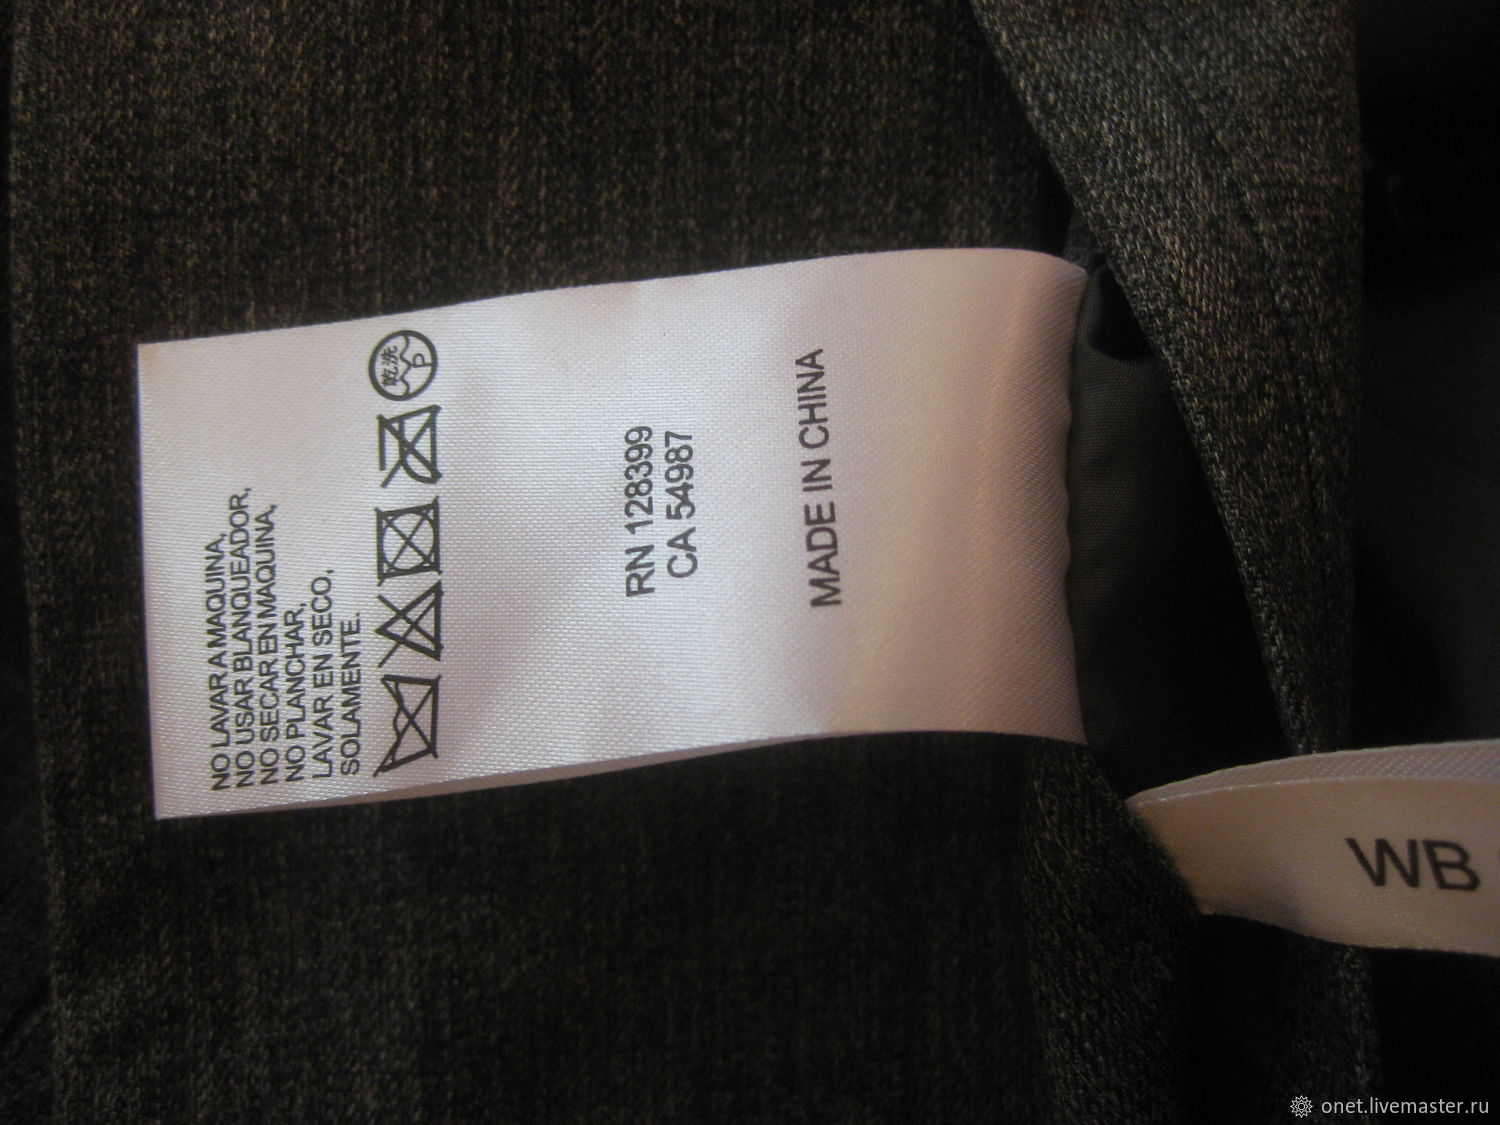 NO LAVAR A MAQUINA,
NO USAR BLANQUEADOR,
NO SECAR EN MAQUINA,
NO PLANCHAR,
LAVAR EN SECO,
SOLAMENTE.
乾洗
P
RN 128399
CA 54987
MADE IN CHINA
WB
onet.livemaster.ru